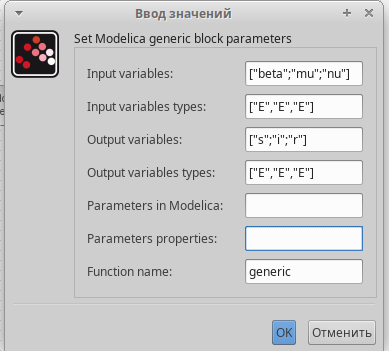 Ввод значений
Set Modelica generic block parameters
Input variables: ["beta";"mu";"nu"]
Input variables types: ["E","E","E"]
Output variables: ["s";"i";"r"]
Output variables types: ["E","E","E"]
Parameters in Modelica:
Parameters properties:
Function name: generic
OK Отменить